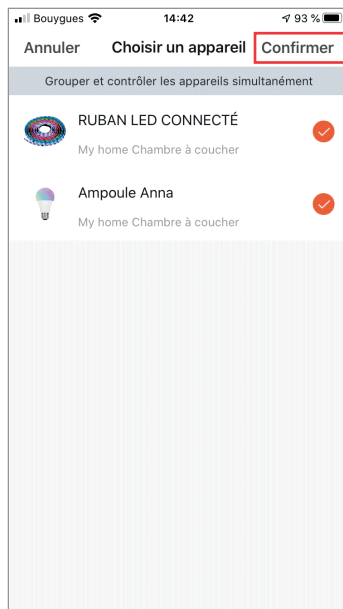 Bouygues 14:42 93 %
Annuler Choisir un appareil Confirmer
Grouper et contrôler les appareils simultanément
RUBAN LED CONNECTÉ
My home Chambre à coucher
Ampoule Anna
My home Chambre à coucher